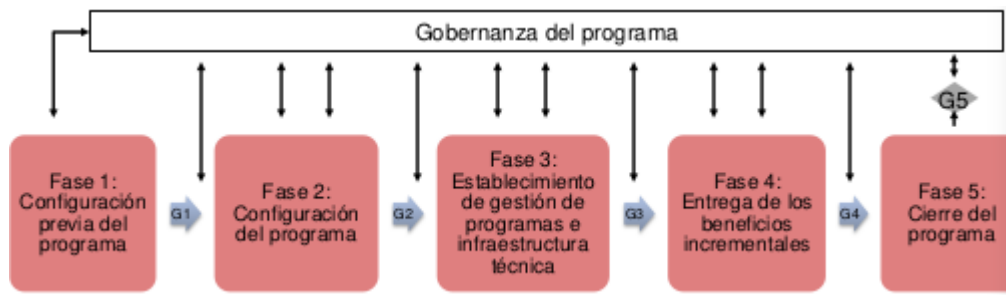 Gobernanza del programa
G5
Fase 1:
Configuración
previa del
programa
G1
Fase 2:
Configuración
del programa
G2
Fase 3:
Establecimiento
de gestión de
programas e
infraestructura
técnica
G3
Fase 4:
Entrega de los
beneficios
incrementales
G4
Fase 5:
Cierre del
programa